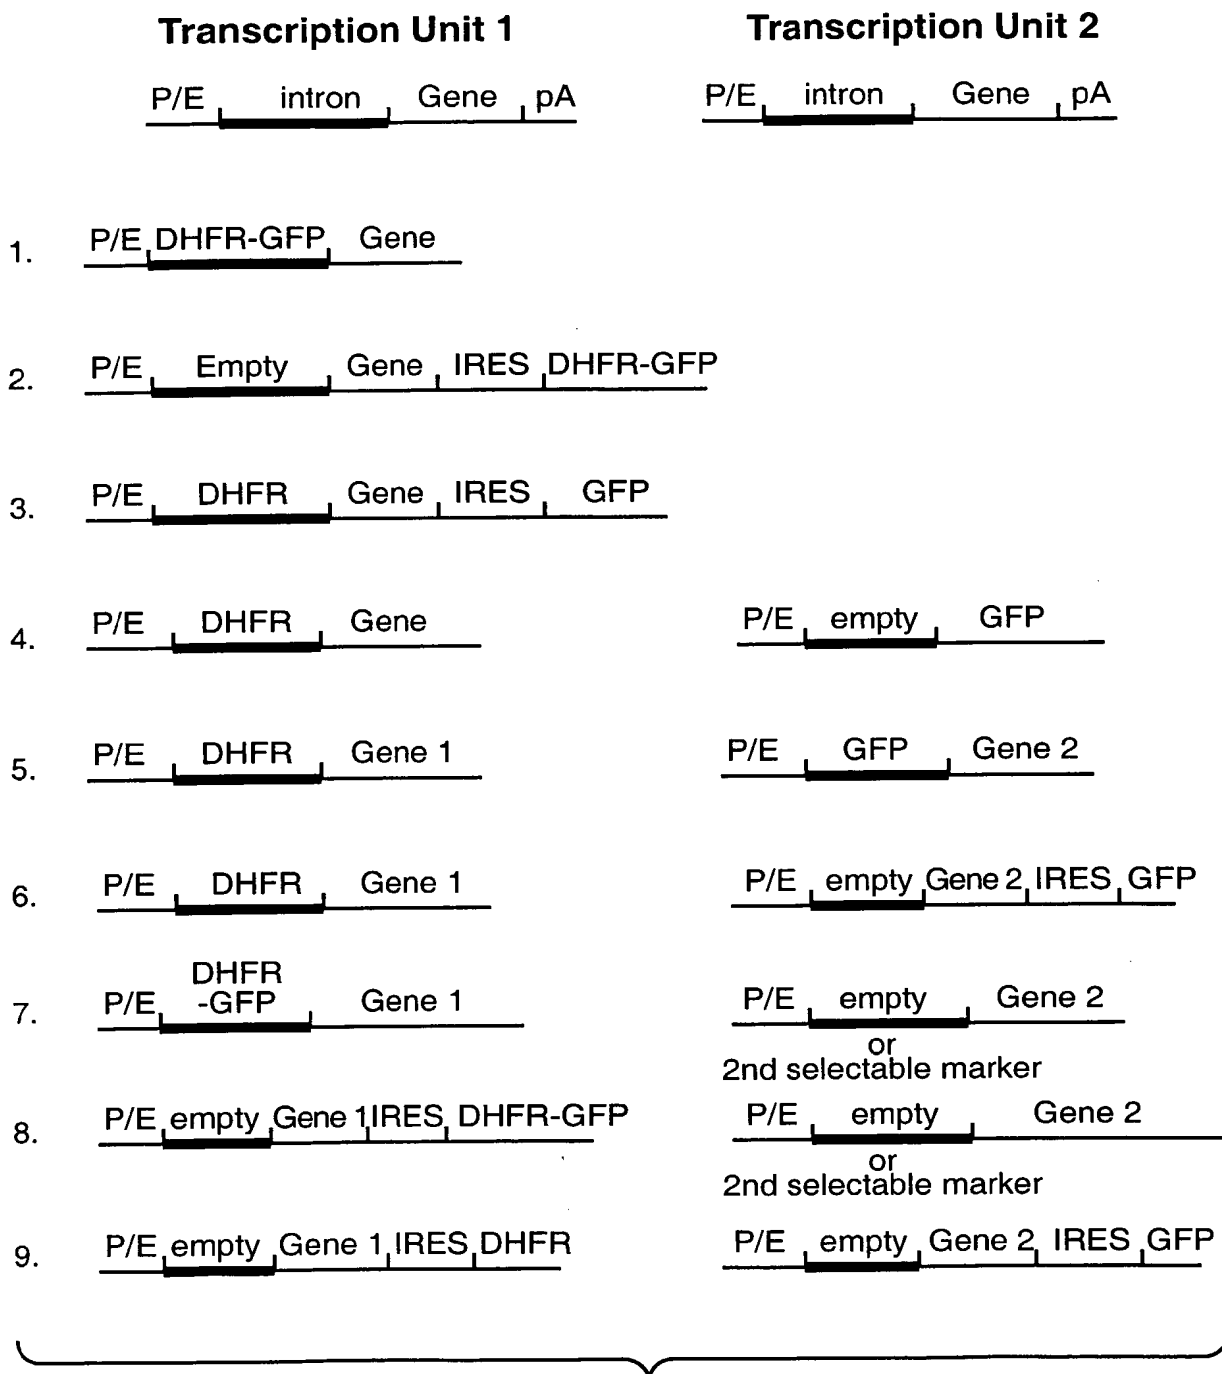 Transcription Unit 1 Transcription Unit 2
P/E intron Gene pA P/E intron Gene pA
1. P/E DHFR-GFP Gene
2. P/E Empty Gene IRES DHFR-GFP
3. P/E DHFR Gene IRES GFP
4. P/E DHFR Gene P/E empty GFP
5. P/E DHFR Gene 1 P/E GFP Gene 2
6. P/E DHFR Gene 1 P/E empty Gene 2 IRES GFP
DHFR
7. P/E -GFP Gene 1 P/E empty Gene 2
or
2nd selectable marker
8. P/E empty Gene 1 IRES DHFR-GFP P/E empty Gene 2
or
2nd selectable marker
9. P/E empty Gene 1 IRES DHFR P/E empty Gene 2 IRES GFP